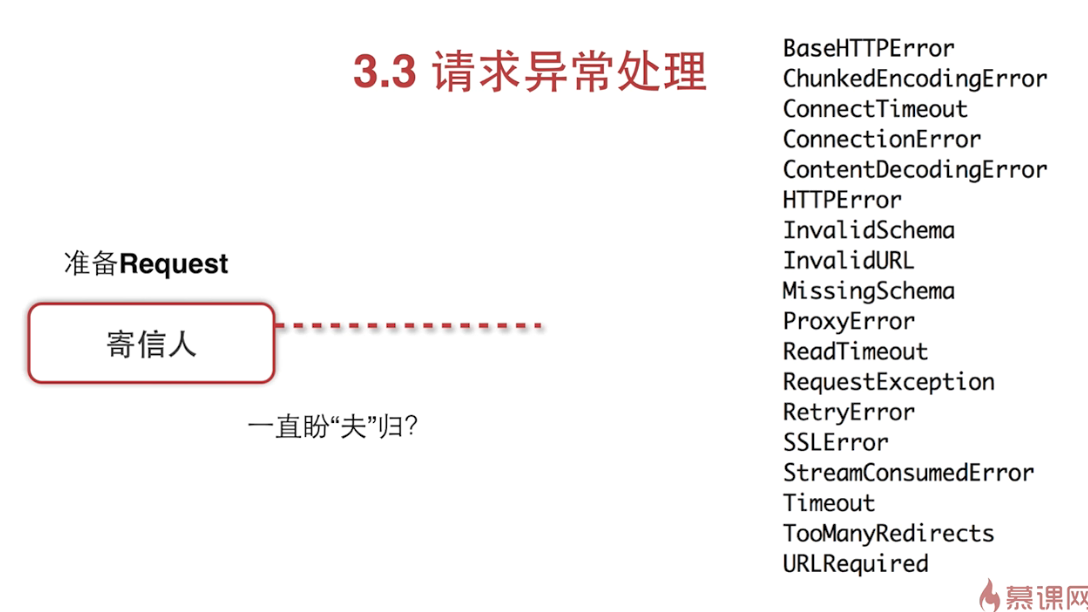 3.3 请求异常处理
准备Request
寄信人
一直盼“夫”归?
BaseHTTPError
ChunkedEncodingError
ConnectTimeout
ConnectionError
ContentDecodingError
HTTPError
InvalidSchema
InvalidURL
MissingSchema
ProxyError
ReadTimeout
RequestException
RetryError
SSLError
StreamConsumedError
Timeout
TooManyRedirects
URLRequired
慕课网